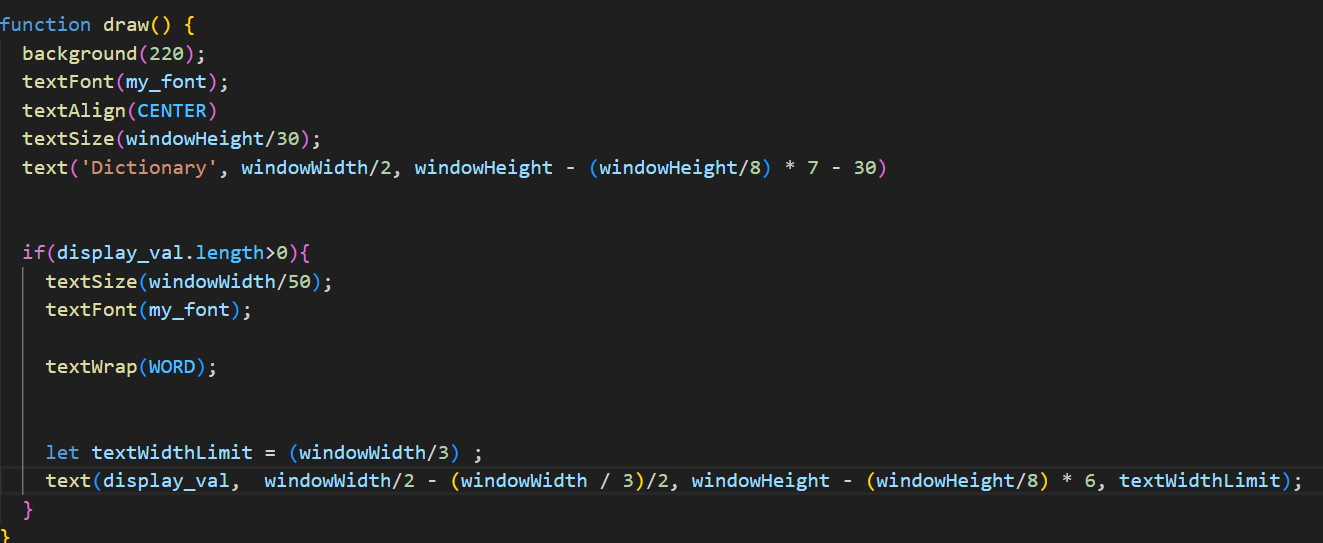 function draw() {
  background(220);
  textFont(my_font);
  textAlign(CENTER)
  textSize(windowHeight/30);
  text('Dictionary', windowWidth/2, windowHeight - (windowHeight/8) * 7 - 30)
  if(display_val.length>0){
    textSize(windowWidth/50);
    textFont(my_font);
    textWrap(WORD);
    let textWidthLimit = (windowWidth/3) ;
    text(display_val,  windowWidth/2 - (windowWidth / 3)/2, windowHeight - (windowHeight/8) * 6, textWidthLimit);
  }
}